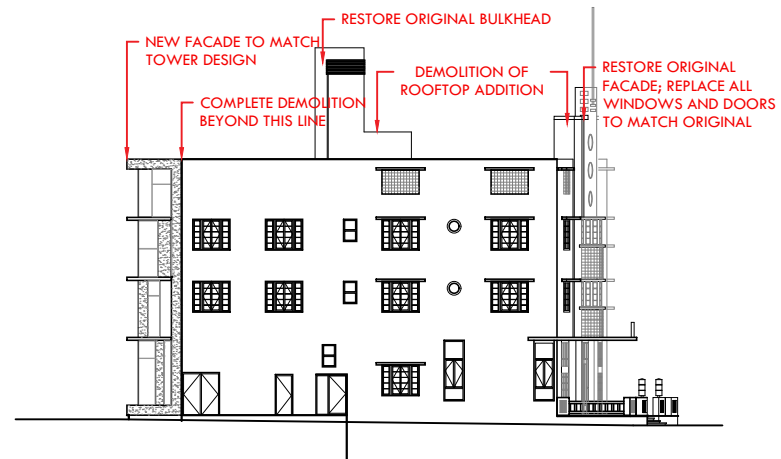 RESTORE ORIGINAL BULKHEAD
NEW FACADE TO MATCH
TOWER DESIGN
COMPLETE DEMOLITION
BEYOND THIS LINE
DEMOLITION OF
ROOFTOP ADDITION
RESTORE ORIGINAL
FACADE; REPLACE ALL
WINDOWS AND DOORS
TO MATCH ORIGINAL